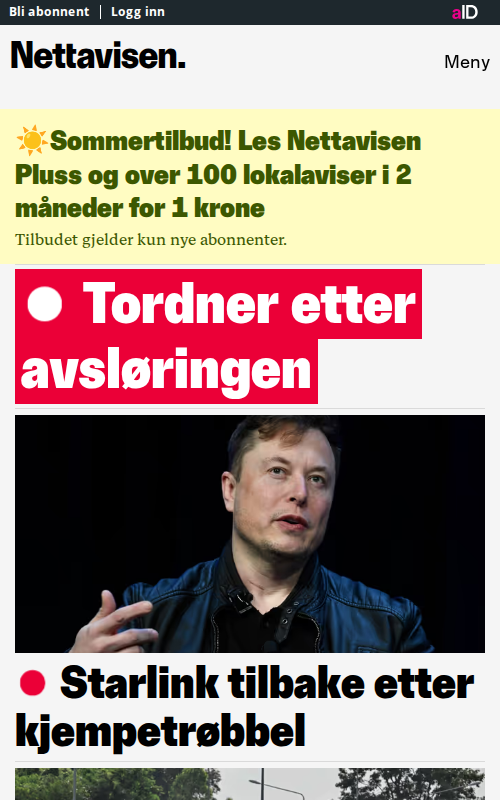 Bli abonnent | Logg inn
aID
Nettavisen.
Meny
☀️Sommertilbud! Les Nettavisen
Pluss og over 100 lokalaviser i 2
måneder for 1 krone
Tilbudet gjelder kun nye abonnenter.
Tordner etter
avsløringen
Starlink tilbake etter
kjempetrøbbel